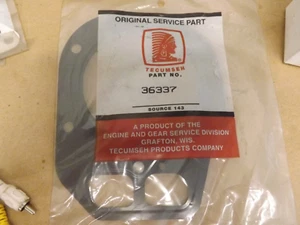 ORIGINAL SERVICE PART
TECUMSEH
PART NO.
36337
SOURCE 143
A PRODUCT OF THE
ENGINE AND GEAR SERVICE DIVISION
GRAFTON, WIS.
TECUMSEH PRODUCTS COMPANY